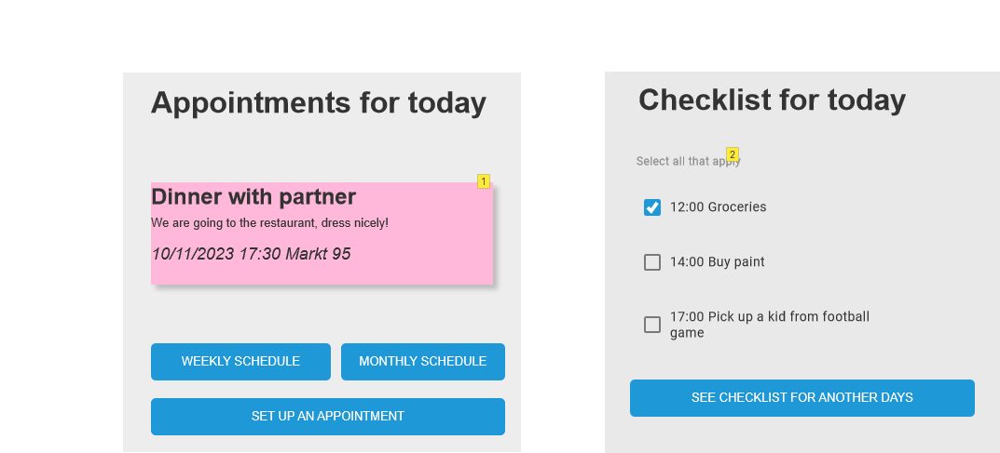 Appointments for today
1
Dinner with partner
We are going to the restaurant, dress nicely!
10/11/2023 17:30 Markt 95
WEEKLY SCHEDULE
MONTHLY SCHEDULE
SET UP AN APPOINTMENT
Checklist for today
2
Select all that apply
12:00 Groceries
14:00 Buy paint
17:00 Pick up a kid from football
game
SEE CHECKLIST FOR ANOTHER DAYS